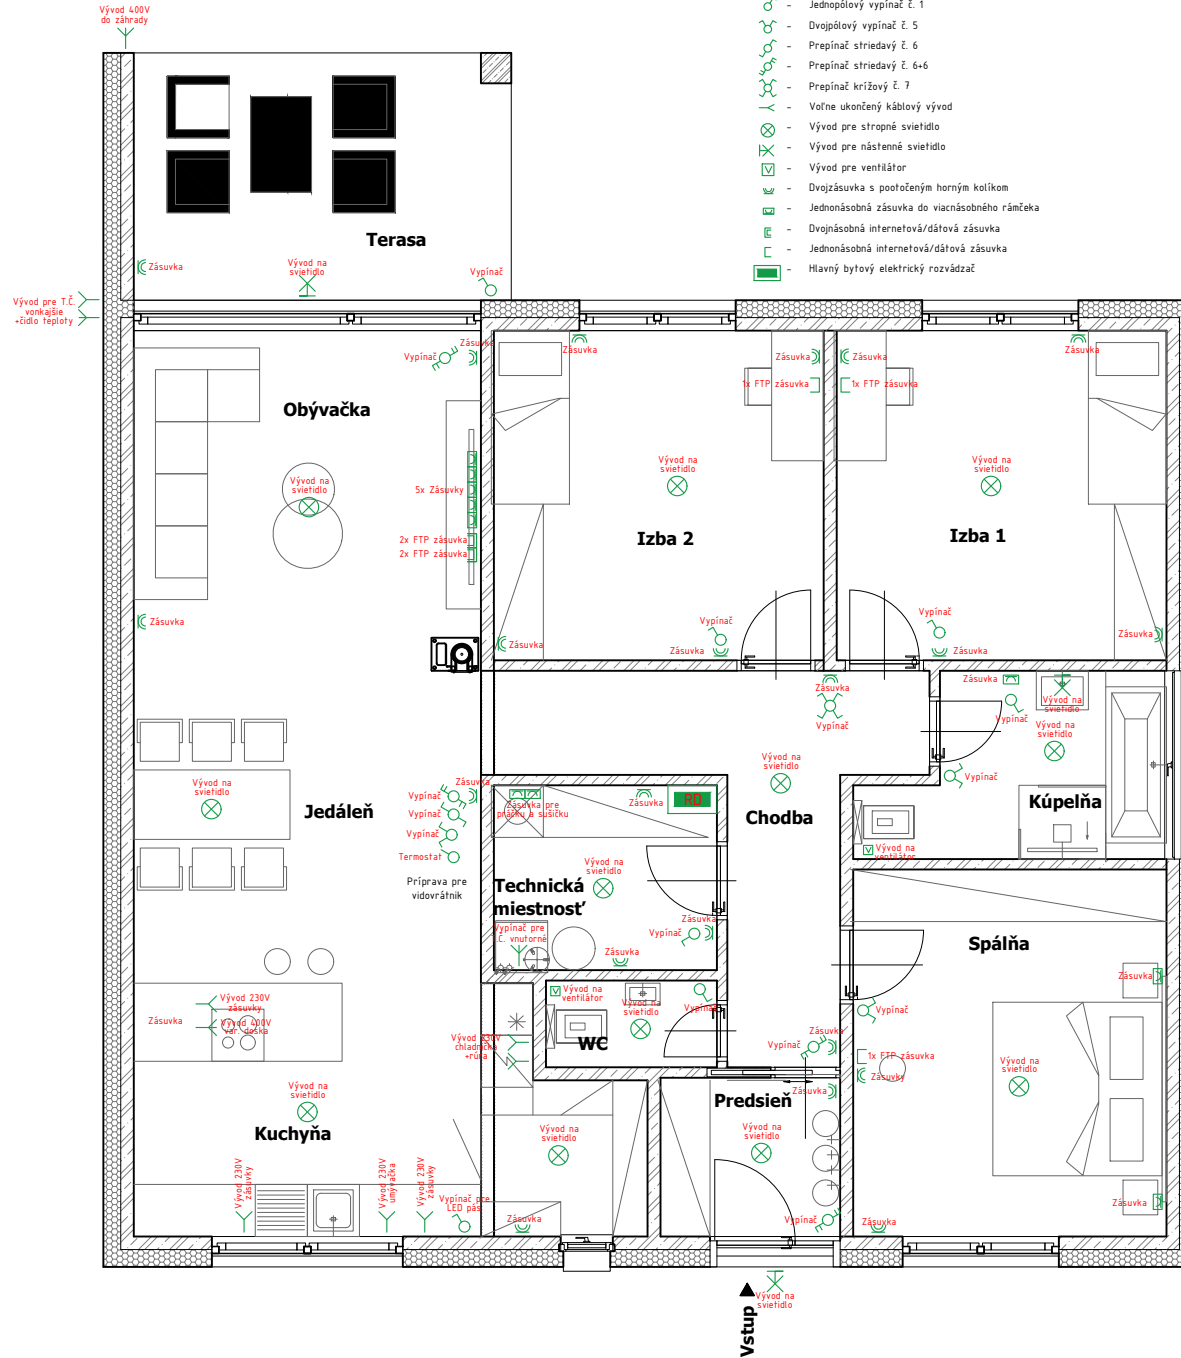 Vývod 400V
do záhrady
Jednopólový vypínač č. 1
- Dvojpólový vypínač č. 5
- Prepínač striedavý č. 6
- Prepínač striedavý č. 6+6
- Prepínač krížový č. 7
- Voľne ukončený káblový vývod
- Vývod pre stropné svietidlo
- Vývod pre nástenné svietidlo
- Vývod pre ventilátor
- Dvojzásuvka s pootočeným horným kolíkom
- Jednonásobná zásuvka do viacnásobného rámčeka
- Dvojnásobná internetová/dátová zásuvka
- Jednonásobná internetová/dátová zásuvka
- Hlavný bytový elektrický rozvádzač
Terasa
Zásuvka
Vývod na
svietidlo
Vypínač
Vývod pre T.Č.
vonkajšie
+čidlo teploty
Zásuvka
Vypínač
Obývačka
Vývod na
svietidlo
5x Zásuvky
2x FTP zásuvka
2x FTP zásuvka
Zásuvka
Zásuvka
Zásuvka
1x FTP zásuvka
Vývod na
svietidlo
Izba 2
Vypínač
Zásuvka
Zásuvka
Zásuvka
Zásuvka
1x FTP zásuvka
Vývod na
svietidlo
Izba 1
Vypínač
Zásuvka
Zásuvka
Zásuvka
Vypínač
Zásuvka
Vývod na
svietidlo
Vypínač
Vývod na
svietidlo
Vypínač
Kúpelňa
Vývod pre
ventilátor
Vývod na
svietidlo
Chodba
Vývod na
svietidlo
Jedáleň
Zásuvka
Vypínač
Vypínač
Vypínač
Termostat
Príprava pre
vidovrátnik
Zásuvka pre
práčku a sušičku
Zásuvka
RD
Vývod na
svietidlo
Technická
miestnosť
Vypínač pre
T.Č. vnutorné
Zásuvka
Vypínač
Zásuvka
Spálňa
Zásuvka
Vypínač
1x FTP zásuvka
Zásuvky
Vývod na
svietidlo
Zásuvka
Zásuvka
Vývod na
ventilátor
Vývod na
svietidlo
Vypínač
WC
Zásuvka
Vypínač
Zásuvka
Predsieň
Vývod na
svietidlo
Vypínač
Zásuvka
Vývod 230V
zásuvky
Vývod 400V
var. doska
Vývod 230V
chladnička
+rúra
Vývod na
svietidlo
Kuchyňa
Vývod 230V
zásuvky
Vývod 230V
umývačka
Vývod 230V
zásuvky
Vypínač pre
LED pás
Vývod na
svietidlo
Zásuvka
Vývod na
svietidlo
Vstup